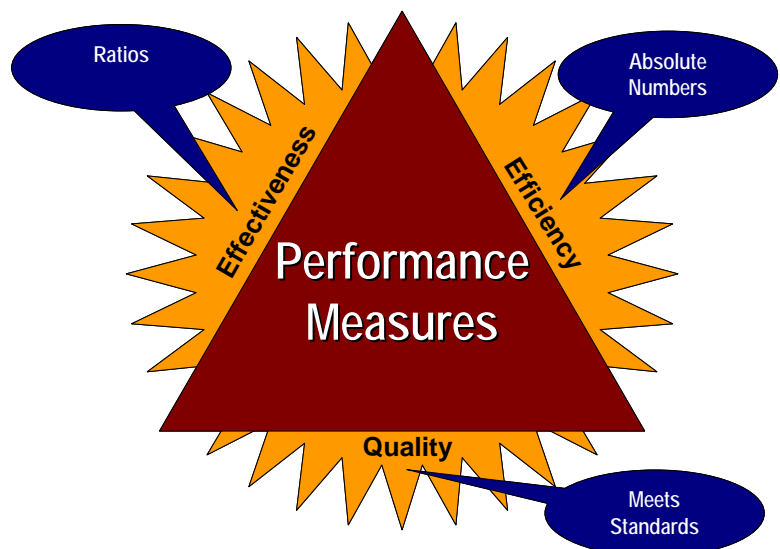 Ratios
Absolute
Numbers
Effectiveness
Efficiency
Performance
Measures
Quality
Meets
Standards